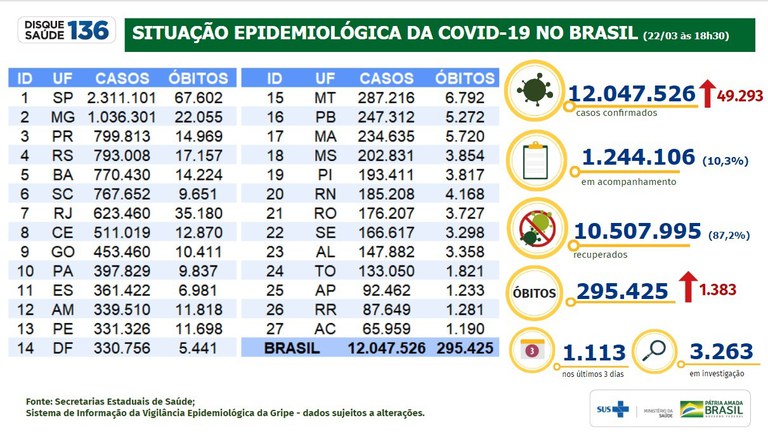 DISQUE
SAÚDE 136
SITUAÇÃO EPIDEMIOLÓGICA DA COVID-19 NO BRASIL (22/03 às 18h30)
ID UF CASOS ÓBITOS
1 SP 2.311.101 67.602
2 MG 1.036.301 22.055
3 PR 799.813 14.969
4 RS 793.008 17.157
5 BA 770.430 14.224
6 SC 767.652 9.651
7 RJ 623.460 35.180
8 CE 511.019 12.870
9 GO 453.460 10.411
10 PA 397.829 9.837
11 ES 361.422 6.981
12 AM 339.510 11.818
13 PE 331.326 11.698
14 DF 330.756 5.441
ID UF CASOS ÓBITOS
15 MT 287.216 6.792
16 PB 247.312 5.272
17 MA 234.635 5.720
18 MS 202.831 3.854
19 PI 193.411 3.817
20 RN 185.208 4.168
21 RO 176.207 3.727
22 SE 166.617 3.298
23 AL 147.882 3.358
24 TO 133.050 1.821
25 AP 92.462 1.233
26 RR 87.649 1.281
27 AC 65.959 1.190
BRASIL 12.047.526 295.425
12.047.526 49.293
casos confirmados
1.244.106 (10,3%)
em acompanhamento
10.507.995 (87,2%)
recuperados
ÓBITOS 295.425 1.383
3 1.113
nos últimos 3 dias
3.263
em investigação
Fonte: Secretarias Estaduais de Saúde;
Sistema de Informação da Vigilância Epidemiológica da Gripe - dados sujeitos a alterações.
SUS
MINISTÉRIO DA
SAÚDE
PÁTRIA AMADA
BRASIL
GOVERNO FEDERAL